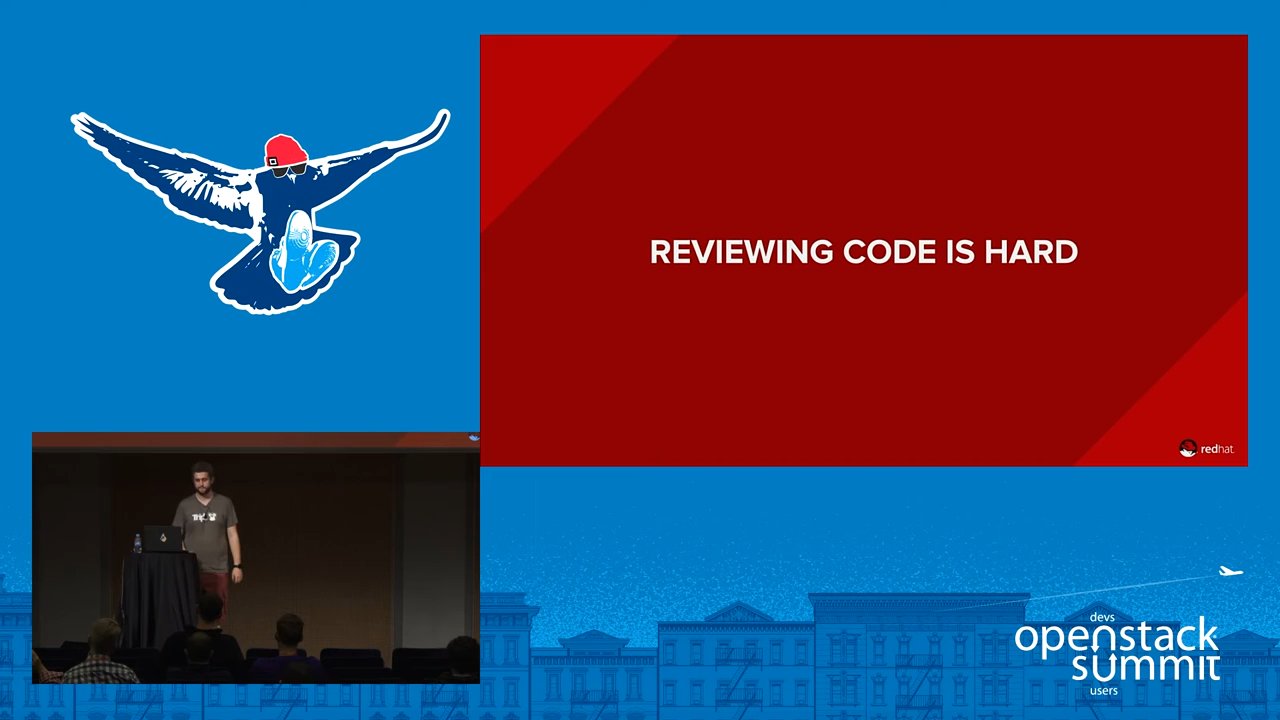 REVIEWING CODE IS HARD
redhat.
devs
openstack
summit
users